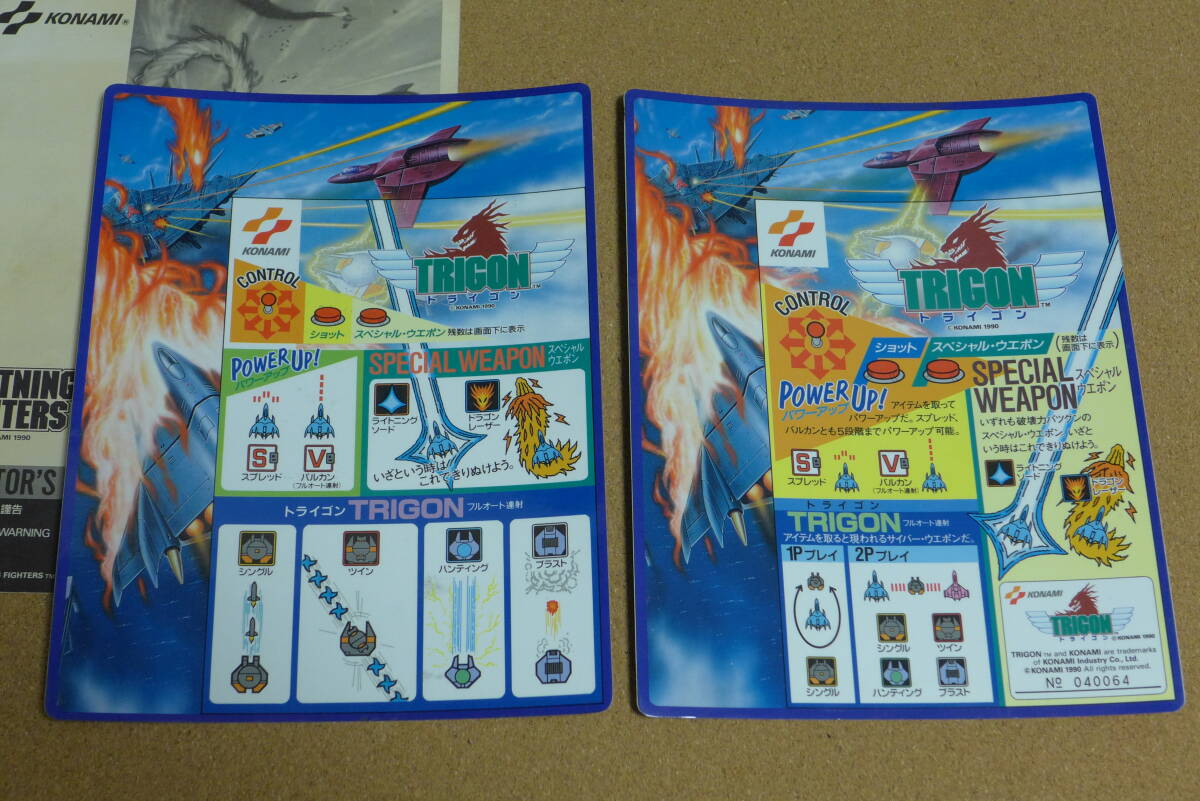 KONAMI®
TNING
TERS
AMI 1990
TOR'S
謹告
WARNING
FIGHTERS™
KONAMI
TRIGON™
トライゴン
© KONAMI 1990
CONTROL
ショット
スペシャル・ウエポン 残数は画面下に表示
POWER UP!
パワーアップ
S
スプレッド
V
バルカン
(フルオート連射)
SPECIAL WEAPON スペシャル
ウエポン
ライトニング
ソード
ドラゴン
レーザー
いざという時は
これできりぬけよう。
トライゴン TRIGON フルオート連射
シングル
ツイン
ハンティング
ブラスト
KONAMI
TRIGON™
トライゴン
© KONAMI 1990
CONTROL
ショット
スペシャル・ウエポン
(残数は
画面下に表示)
POWER UP!
パワーアップ
アイテムを取って
パワーアップだ。スプレッド、
バルカンとも5段階までパワーアップ可能。
S
スプレッド
V
バルカン
(フルオート連射)
SPECIAL スペシャル
WEAPON ウエポン
いずれも破壊力バツグンの
スペシャル・ウエポン。いざと
いう時はこれできりぬけよう。
ライトニング
ソード
ドラゴン
レーザー
トライゴン
TRIGON フルオート連射
アイテムを取ると現われるサイバー・ウエポンだ。
1Pプレイ
シングル
2Pプレイ
シングル
ツイン
ハンティング
ブラスト
KONAMI
TRIGON
トライゴン © KONAMI 1990
TRIGON ™ and KONAMI are trademarks
of KONAMI Industry Co., Ltd.
© KONAMI 1990 All rights reserved.
Nº 040064